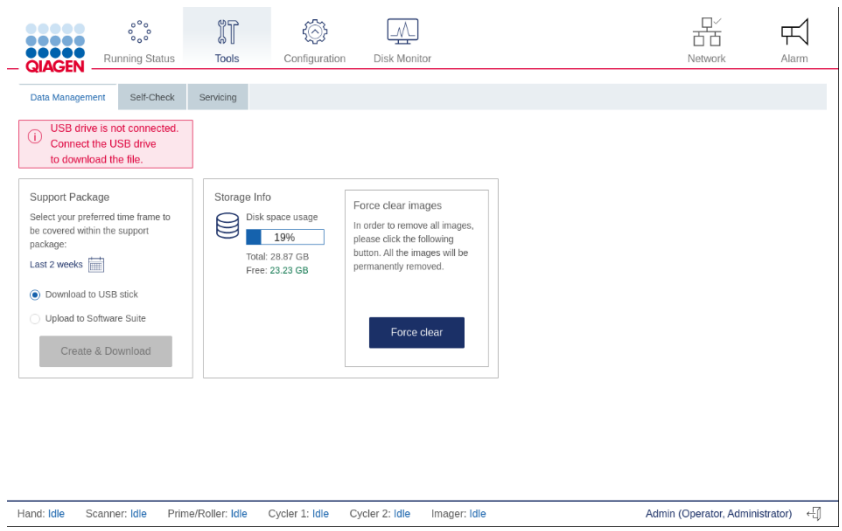 QIAGEN
Running Status
Tools
Configuration
Disk Monitor
Network
Alarm
Data Management
Self-Check
Servicing
USB drive is not connected.
Connect the USB drive
to download the file.
Support Package
Select your preferred time frame to
be covered within the support
package:
Last 2 weeks
Download to USB stick
Upload to Software Suite
Create & Download
Storage Info
Disk space usage
19%
Total: 28.87 GB
Free: 23.23 GB
Force clear images
In order to remove all images,
please click the following
button. All the images will be
permanently removed.
Force clear
Hand: Idle
Scanner: Idle
Prime/Roller: Idle
Cycler 1: Idle
Cycler 2: Idle
Imager: Idle
Admin (Operator, Administrator)